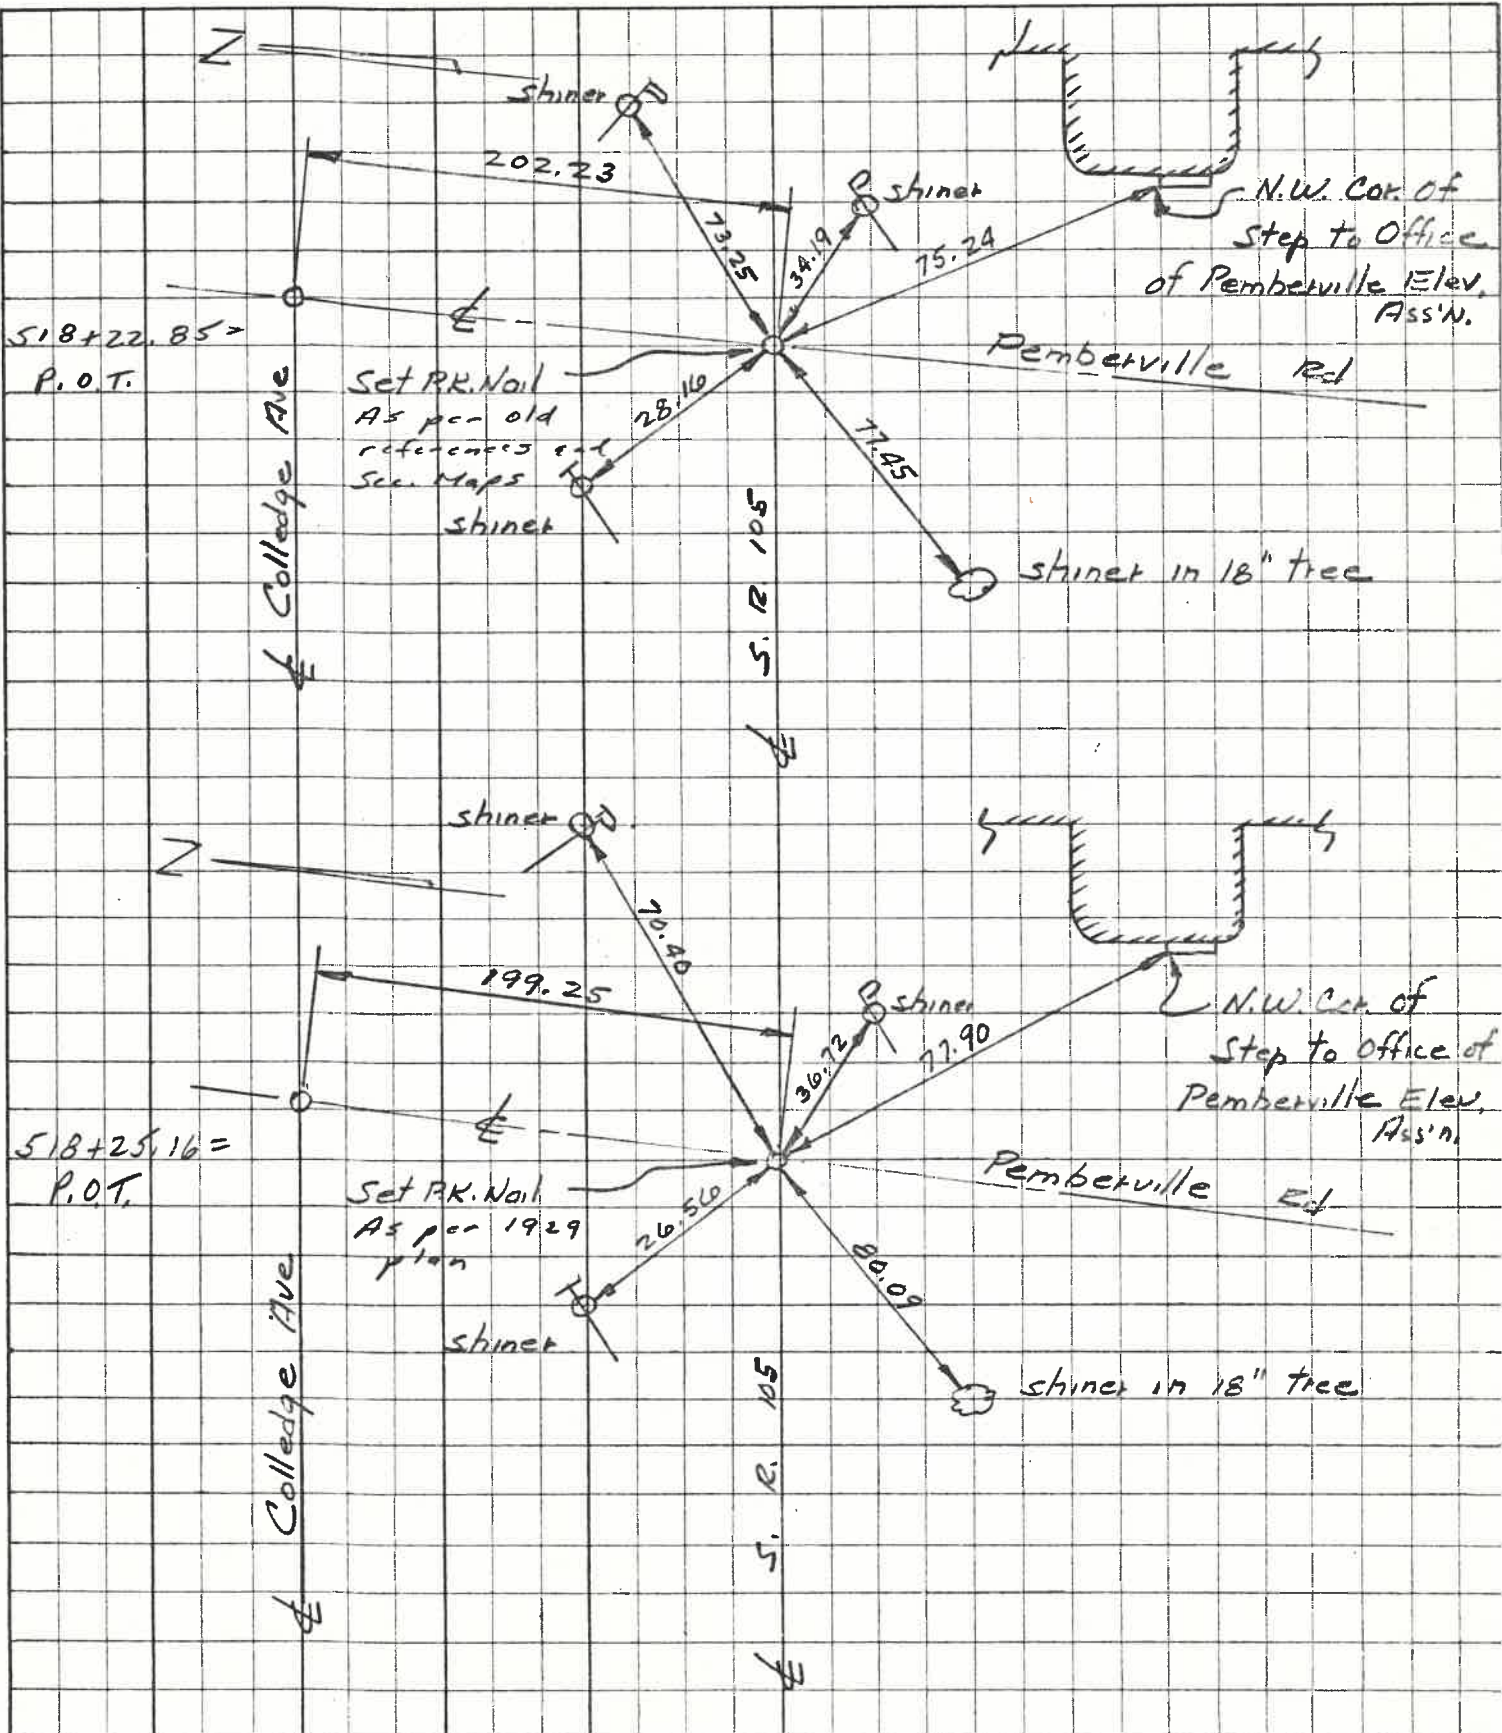 Z
shiner
202.23
73.25
34.19
shiner
75.24
N.W. Cor. of
Step to Office
of Pemberville Elev.
Ass'N.
518+22.85=
P.O.T.
℄
Pemberville Rd
Set P.K. Nail
As per old
references and
Sec. Maps
28.16
shiner
77.45
shiner in 18" tree
Colledge Ave
℄
S.R. 105
℄
shiner
Z
70.40
199.25
36.72
shiner
77.90
N.W. Cor. of
Step to Office of
Pemberville Elev.
Ass'n.
518+25.16=
P.O.T.
℄
Pemberville Rd
Set P.K. Nail
As per 1929
plan
26.56
shiner
80.09
shiner in 18" tree
Colledge Ave
℄
S. R. 105
℄